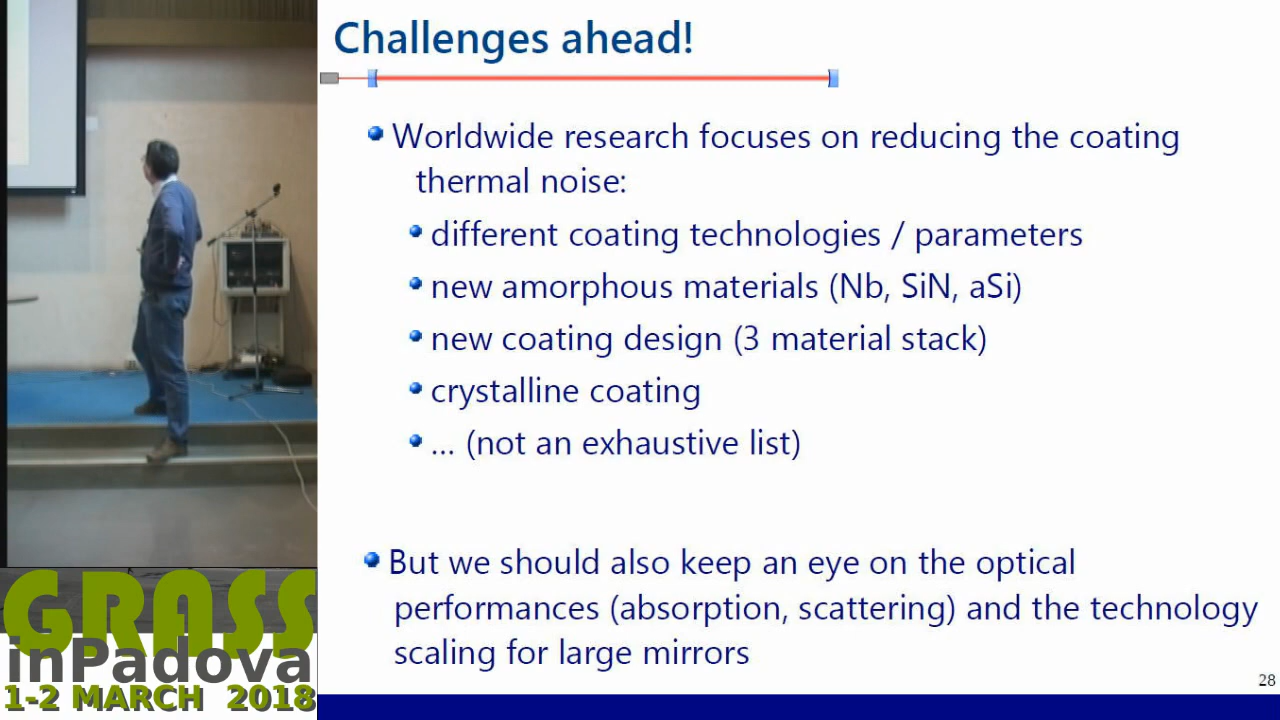 Challenges ahead!
Worldwide research focuses on reducing the coating
thermal noise:
different coating technologies / parameters
new amorphous materials (Nb, SiN, aSi)
new coating design (3 material stack)
crystalline coating
... (not an exhaustive list)
But we should also keep an eye on the optical
performances (absorption, scattering) and the technology
scaling for large mirrors
28
GRASS
inPadova
1-2 MARCH 2018